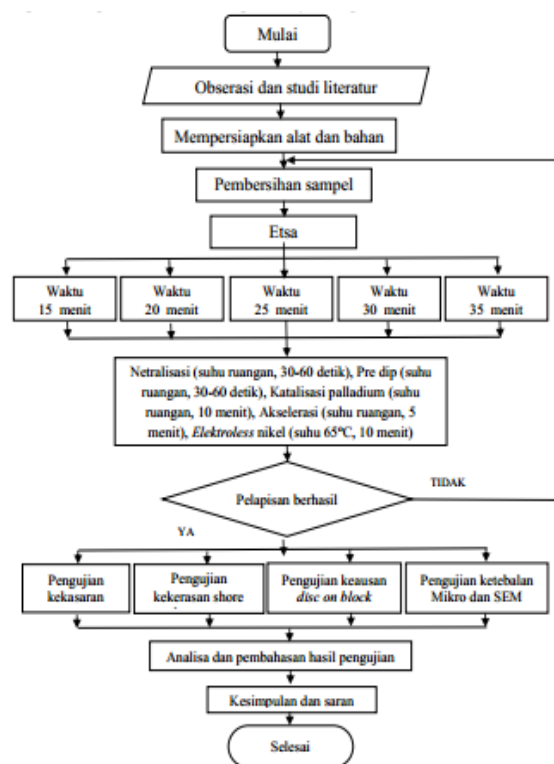 Mulai
Obserasi dan studi literatur
Mempersiapkan alat dan bahan
Pembersihan sampel
Etsa
Waktu
15 menit
Waktu
20 menit
Waktu
25 menit
Waktu
30 menit
Waktu
35 menit
Netralisasi (suhu ruangan, 30-60 detik), Pre dip (suhu
ruangan, 30-60 detik), Katalisasi palladium (suhu
ruangan, 10 menit), Akselerasi (suhu ruangan, 5
menit), Elektroless nikel (suhu 65°C, 10 menit)
Pelapisan berhasil
TIDAK
YA
Pengujian
kekasaran
Pengujian
kekerasan shore
Pengujian keausan
disc on block
Pengujian ketebalan
Mikro dan SEM
Analisa dan pembahasan hasil pengujian
Kesimpulan dan saran
Selesai